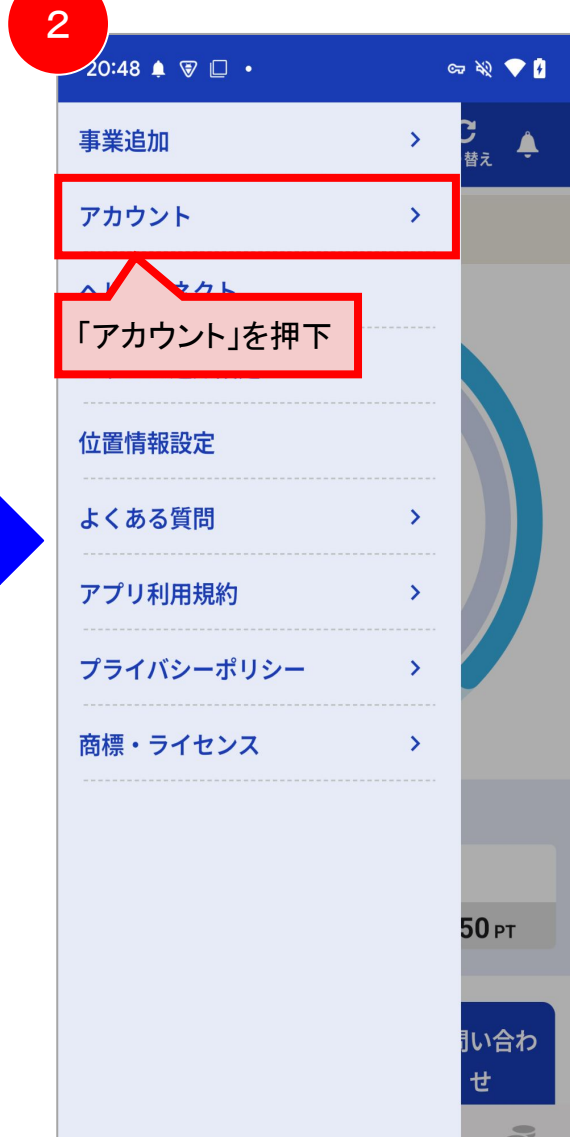 2
20:48
事業追加
替え
アカウント
「アカウント」を押下
位置情報設定
よくある質問
アプリ利用規約
プライバシーポリシー
商標・ライセンス
50 PT
問い合わ
せ